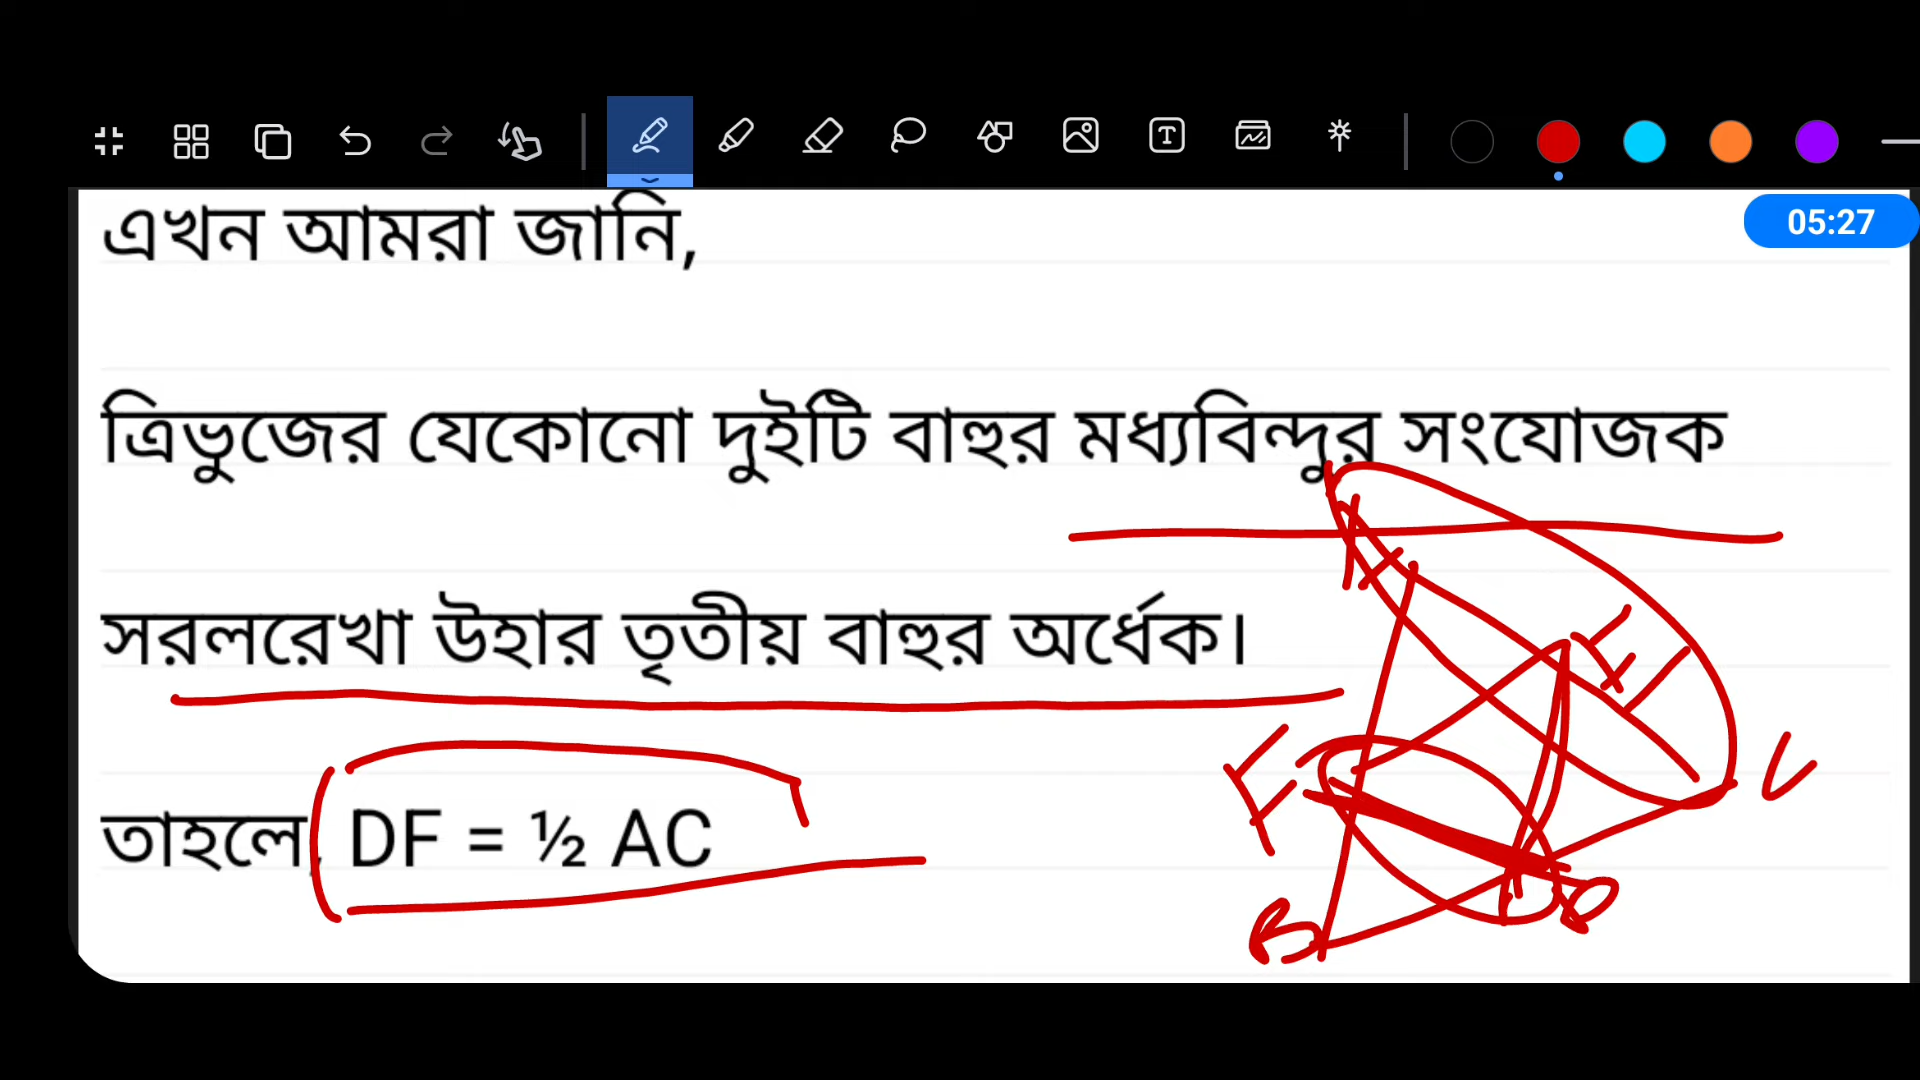 05:27
এখন আমরা জানি,
ত্রিভুজের যেকোনো দুইটি বাহুর মধ্যবিন্দুর সংযোজক
সরলরেখা উহার তৃতীয় বাহুর অর্ধেক।
তাহলে, DF = ½ AC
A
E
F
C
B
D